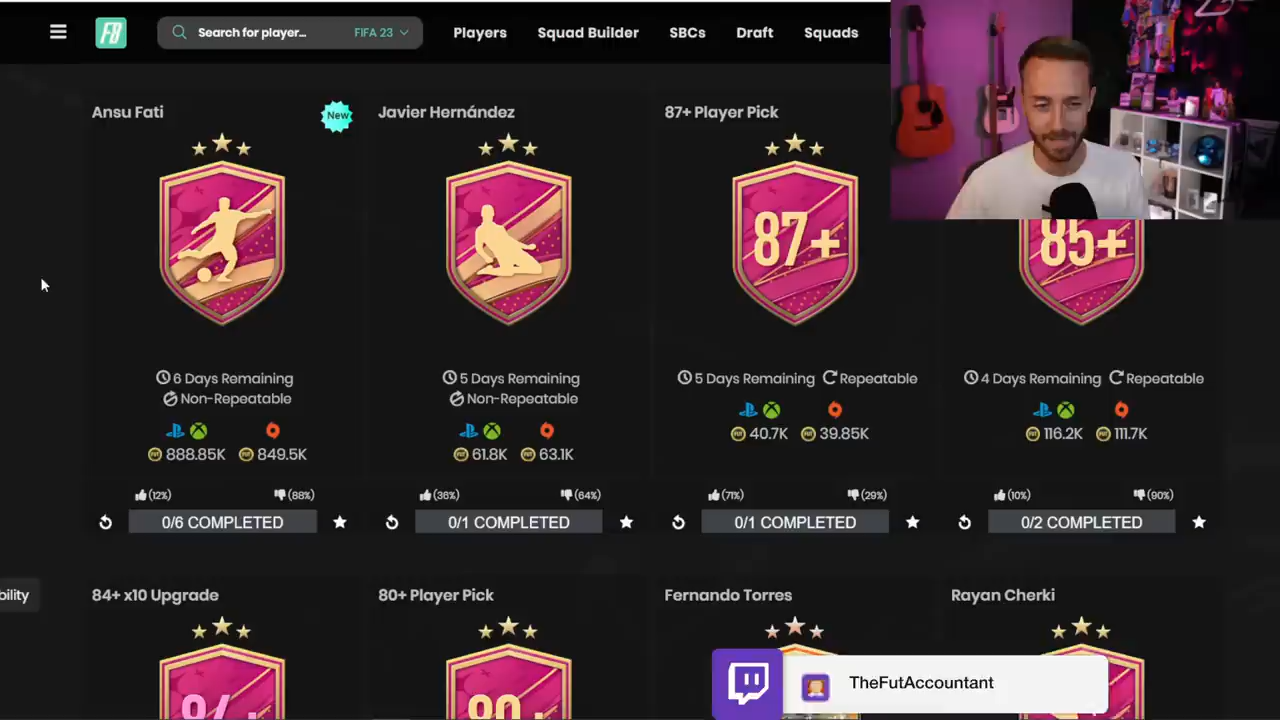 FB
Search for player...
FIFA 23
Players
Squad Builder
SBCs
Draft
Squads
Ansu Fati
New
Javier Hernández
87+ Player Pick
87+
85+
6 Days Remaining
Non-Repeatable
5 Days Remaining
Non-Repeatable
5 Days Remaining
Repeatable
4 Days Remaining
Repeatable
888.85K
849.5K
61.8K
63.1K
40.7K
39.85K
116.2K
111.7K
(12%)
(88%)
(36%)
(64%)
(71%)
(29%)
(10%)
(90%)
0/6 COMPLETED
0/1 COMPLETED
0/1 COMPLETED
0/2 COMPLETED
bility
84+ x10 Upgrade
80+ Player Pick
Fernando Torres
Rayan Cherki
84+
80+
TheFutAccountant